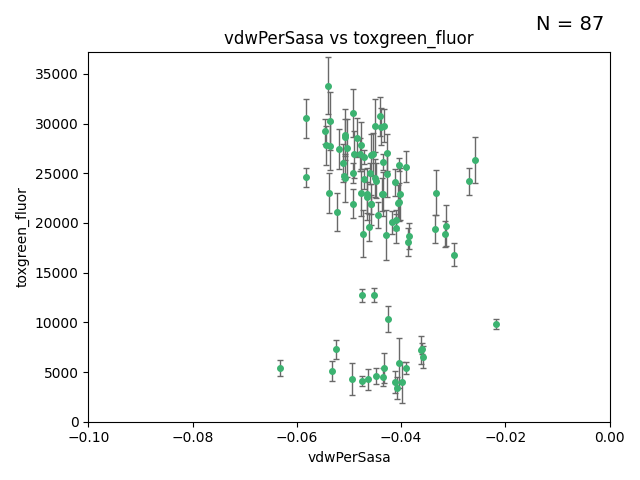 N = 87
vdwPerSasa vs toxgreen_fluor
toxgreen_fluor
35000
30000
25000
20000
15000
10000
5000
0
−0.10 −0.08 −0.06 −0.04 −0.02 0.00
vdwPerSasa